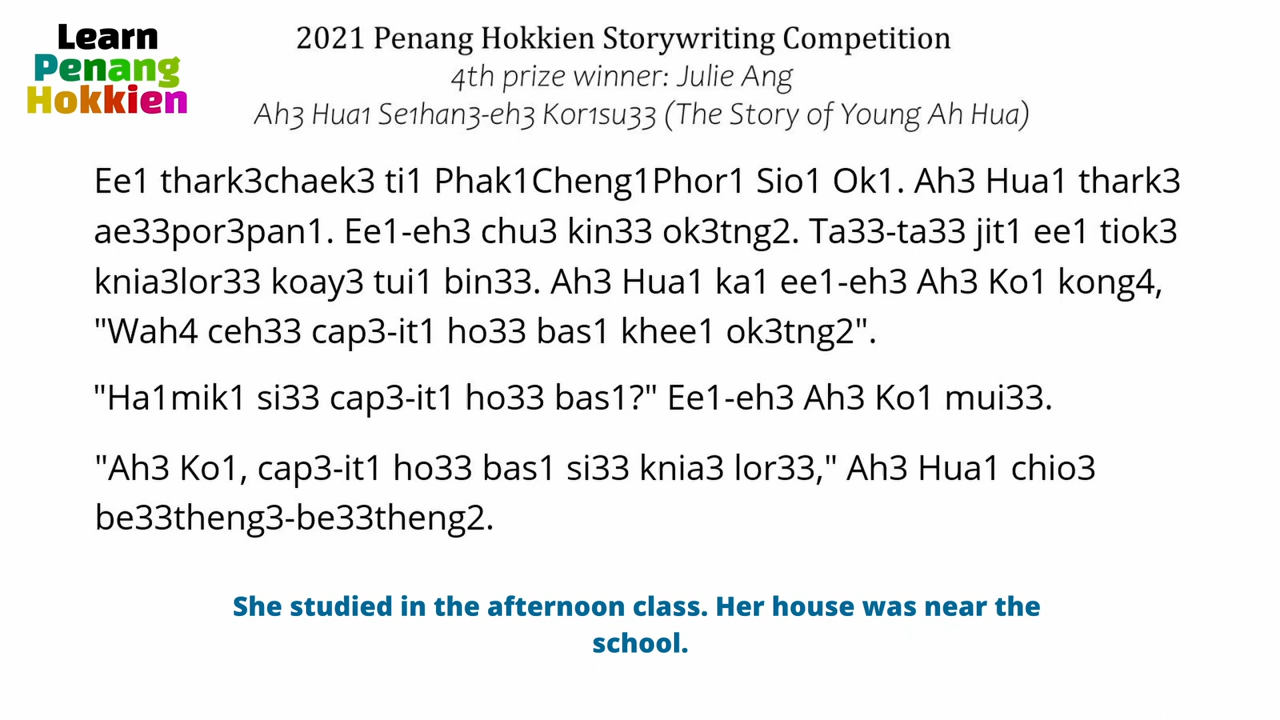 Learn
Penang
Hokkien
2021 Penang Hokkien Storywriting Competition
4th prize winner: Julie Ang
Ah3 Hua1 Se1han3-eh3 Kor1su33 (The Story of Young Ah Hua)
Ee1 thark3chaek3 ti1 Phak1Cheng1Phor1 Sio1 Ok1. Ah3 Hua1 thark3
ae33por3pan1. Ee1-eh3 chu3 kin33 ok3tng2. Ta33-ta33 jit1 ee1 tiok3
knia3lor33 koay3 tui1 bin33. Ah3 Hua1 ka1 ee1-eh3 Ah3 Ko1 kong4,
"Wah4 ceh33 cap3-it1 ho33 bas1 khee1 ok3tng2".
"Ha1mik1 si33 cap3-it1 ho33 bas1?" Ee1-eh3 Ah3 Ko1 mui33.
"Ah3 Ko1, cap3-it1 ho33 bas1 si33 knia3 lor33," Ah3 Hua1 chio3
be33theng3-be33theng2.
She studied in the afternoon class. Her house was near the
school.